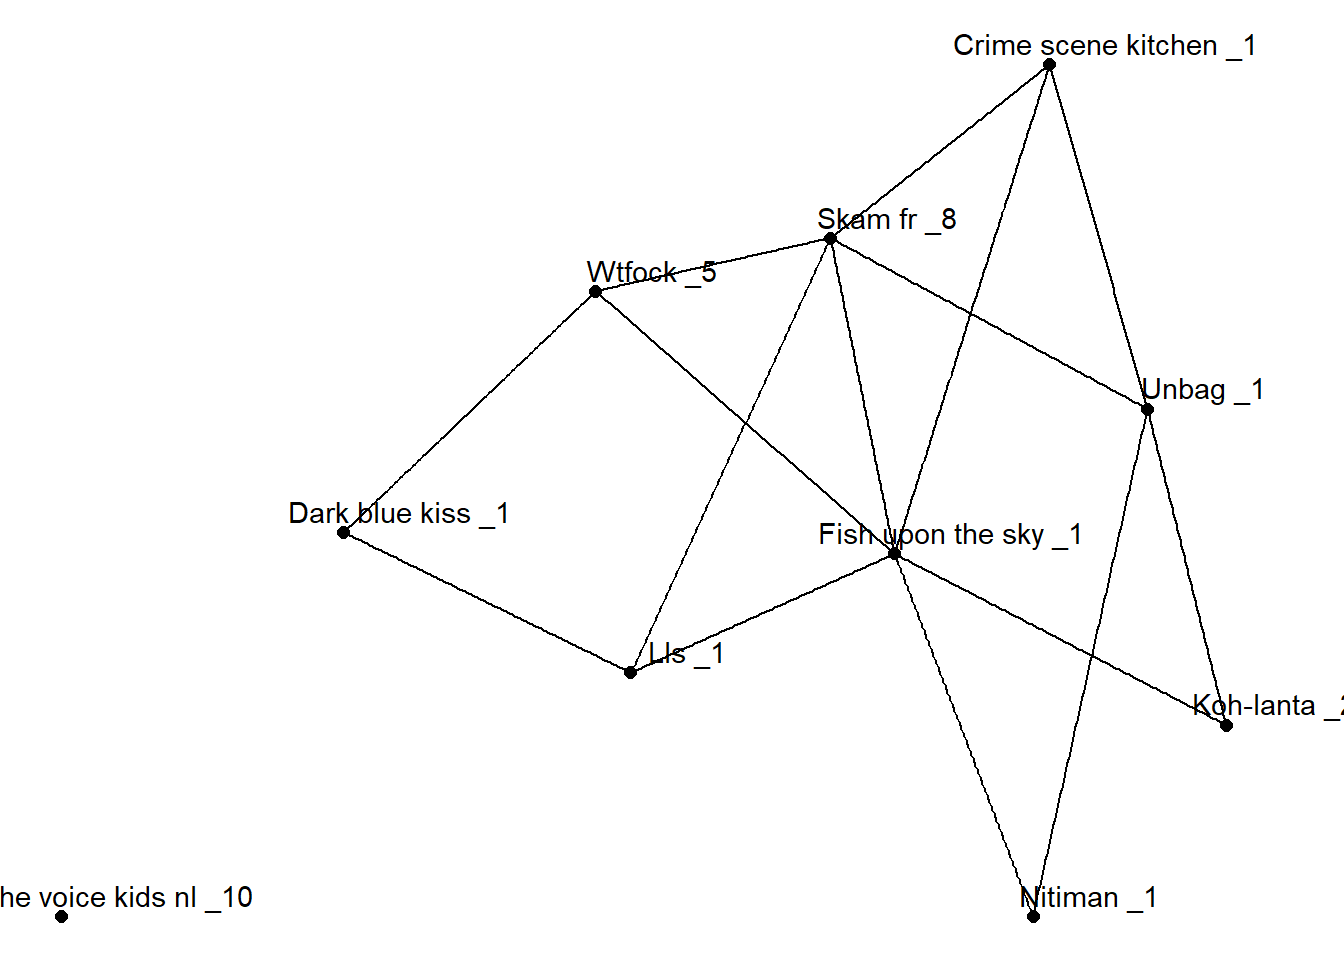 Crime scene kitchen _1
Skam fr _8
Wtfock _5
Unbag _1
Dark blue kiss _1
Fish upon the sky _1
Lls _1
Koh-lanta
he voice kids nl _10
Nitiman _1